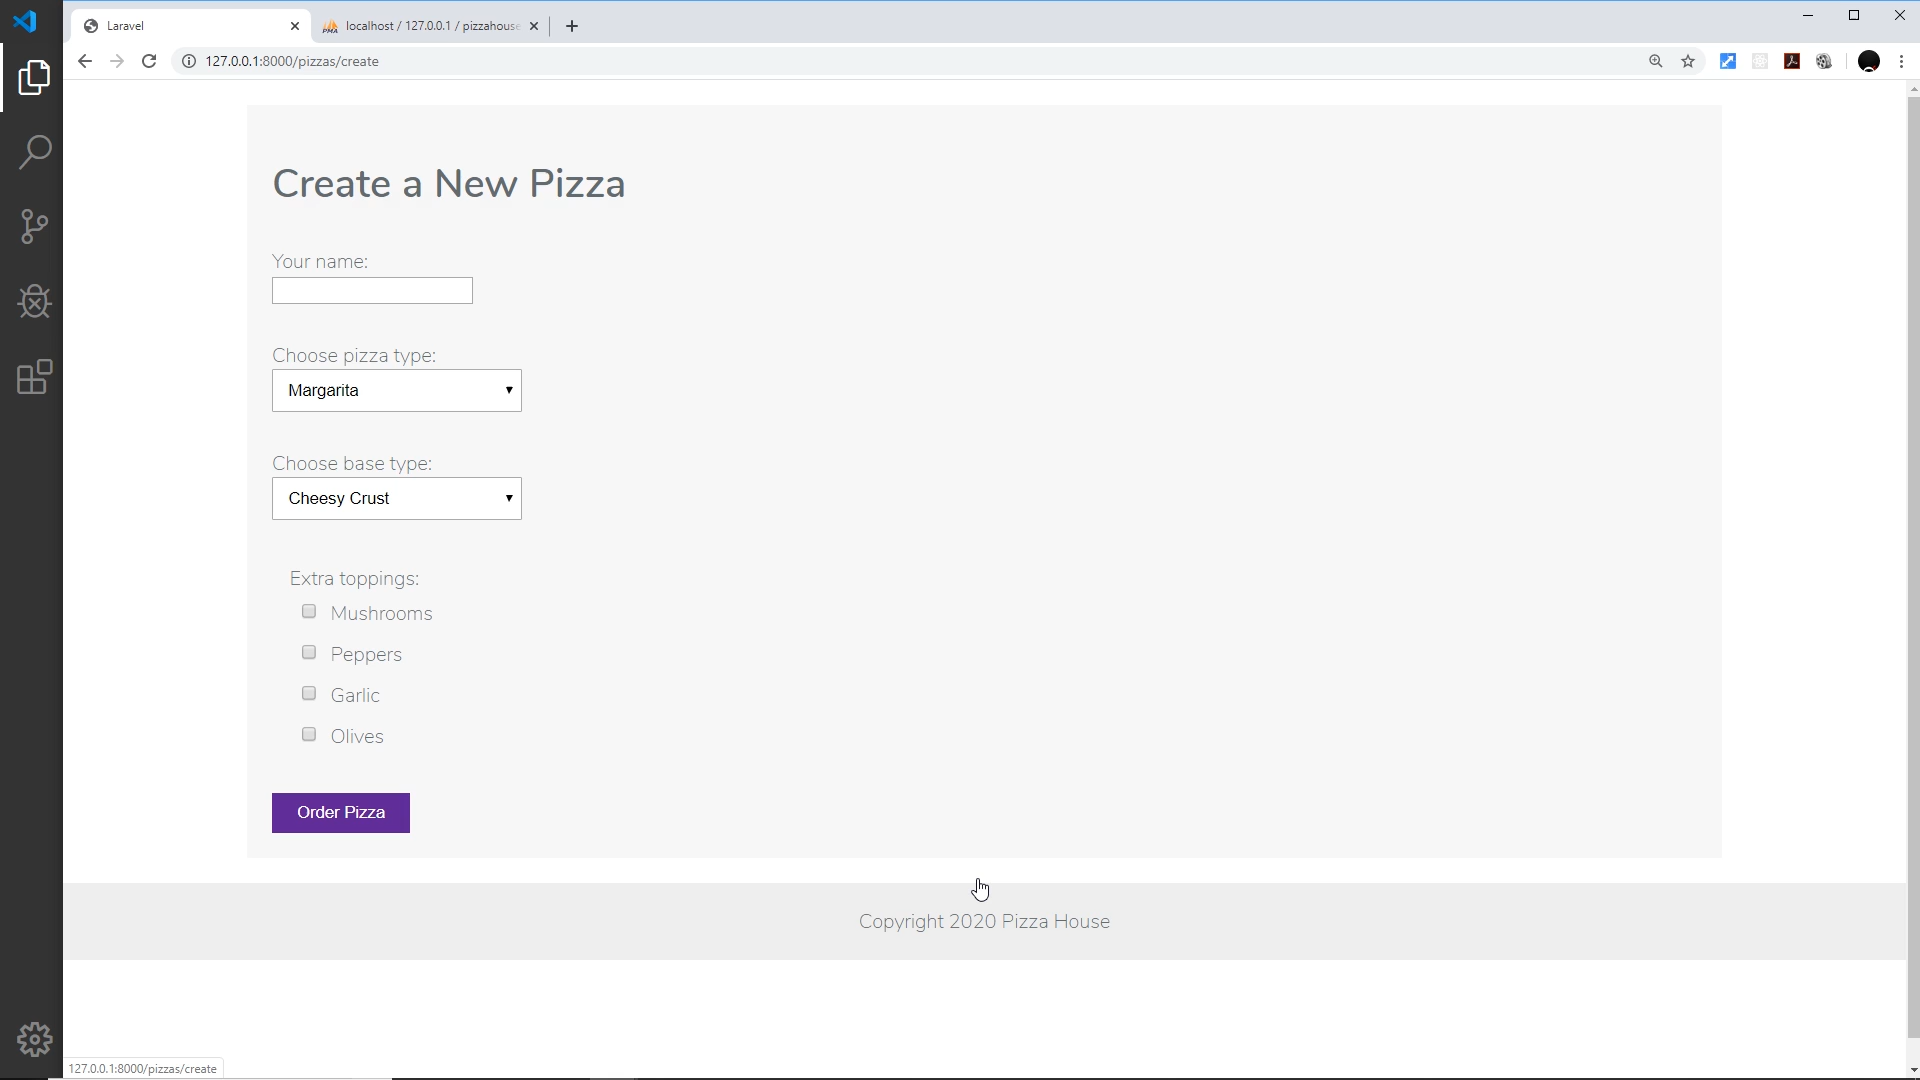 Laravel
PMA localhost / 127.0.0.1 / pizzahouse
127.0.0.1:8000/pizzas/create
Create a New Pizza
Your name:
Choose pizza type:
Margarita
Choose base type:
Cheesy Crust
Extra toppings:
Mushrooms
Peppers
Garlic
Olives
Order Pizza
Copyright 2020 Pizza House
127.0.0.1:8000/pizzas/create